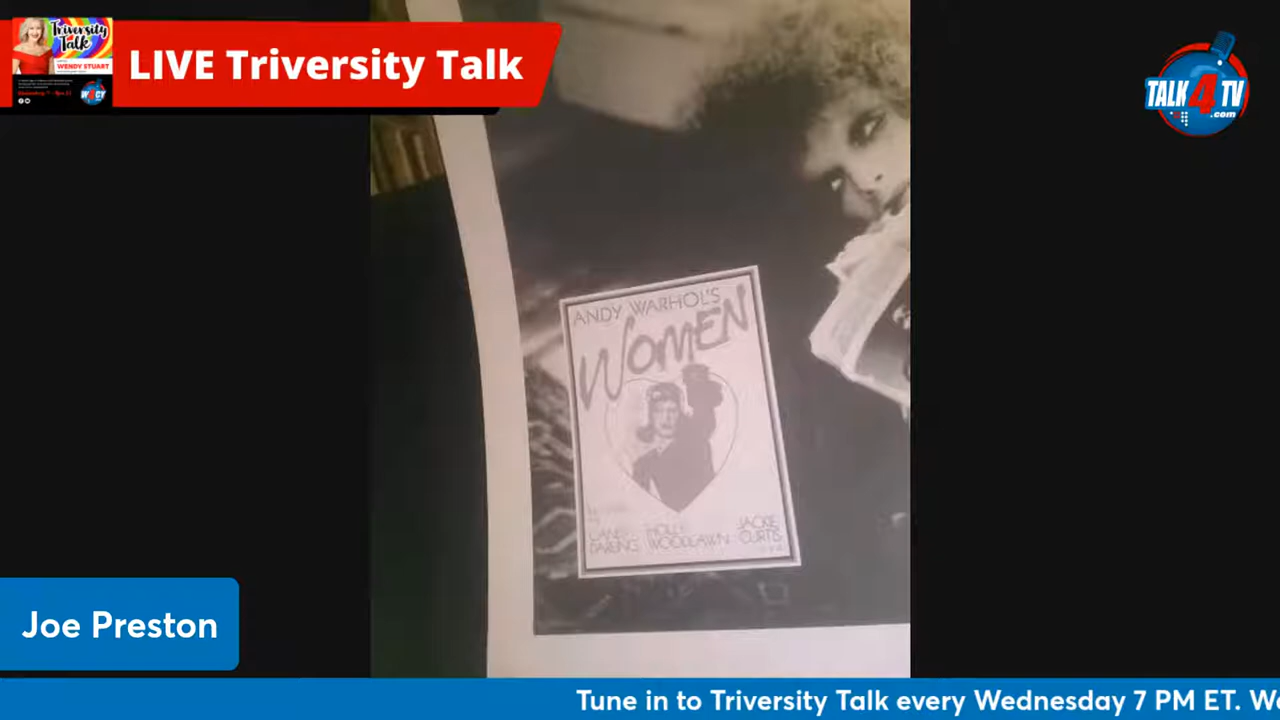 Triversity
Talk
WENDY STUART
LIVE Triversity Talk
TALK4TV
.com
ANDY WARHOL'S
WOMEN
HOLLY
WOODLAWN
JACKIE
CURTIS
DARLING
Joe Preston
Tune in to Triversity Talk every Wednesday 7 PM ET. W